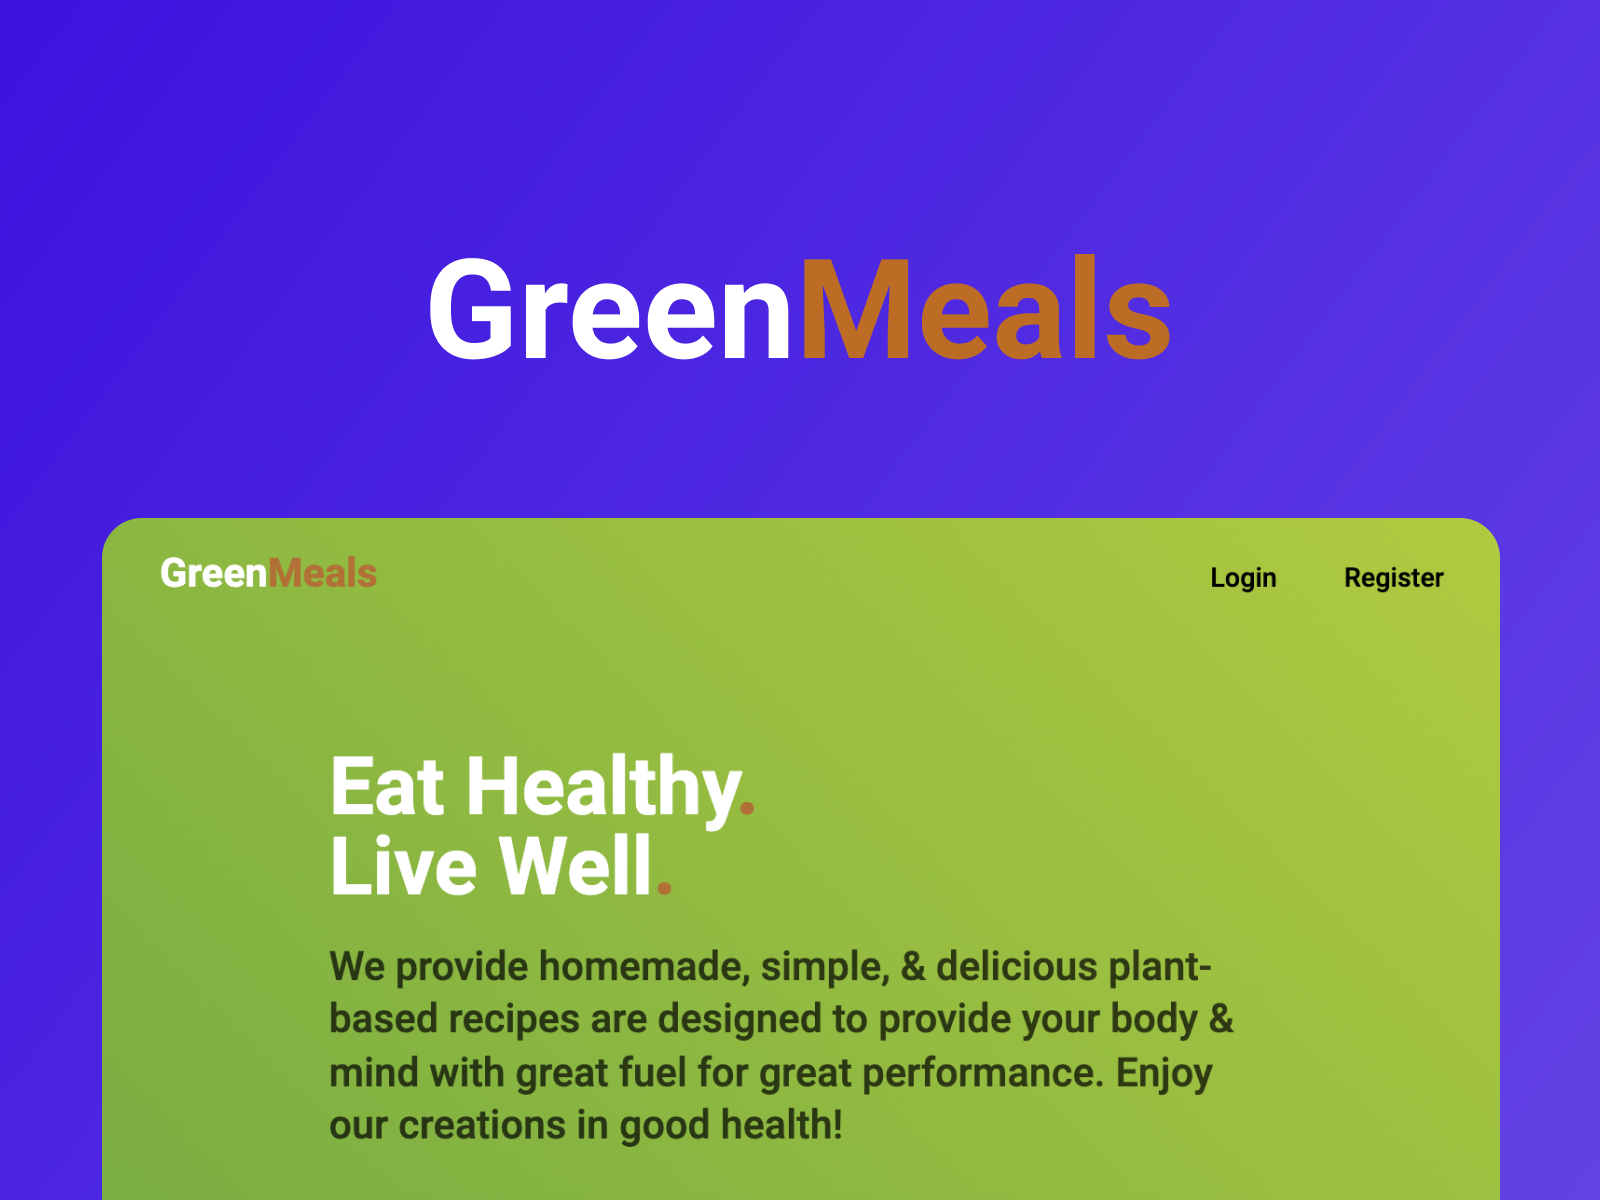 GreenMeals
GreenMeals
Login
Register
Eat Healthy.
Live Well.
We provide homemade, simple, & delicious plant-
based recipes are designed to provide your body &
mind with great fuel for great performance. Enjoy
our creations in good health!